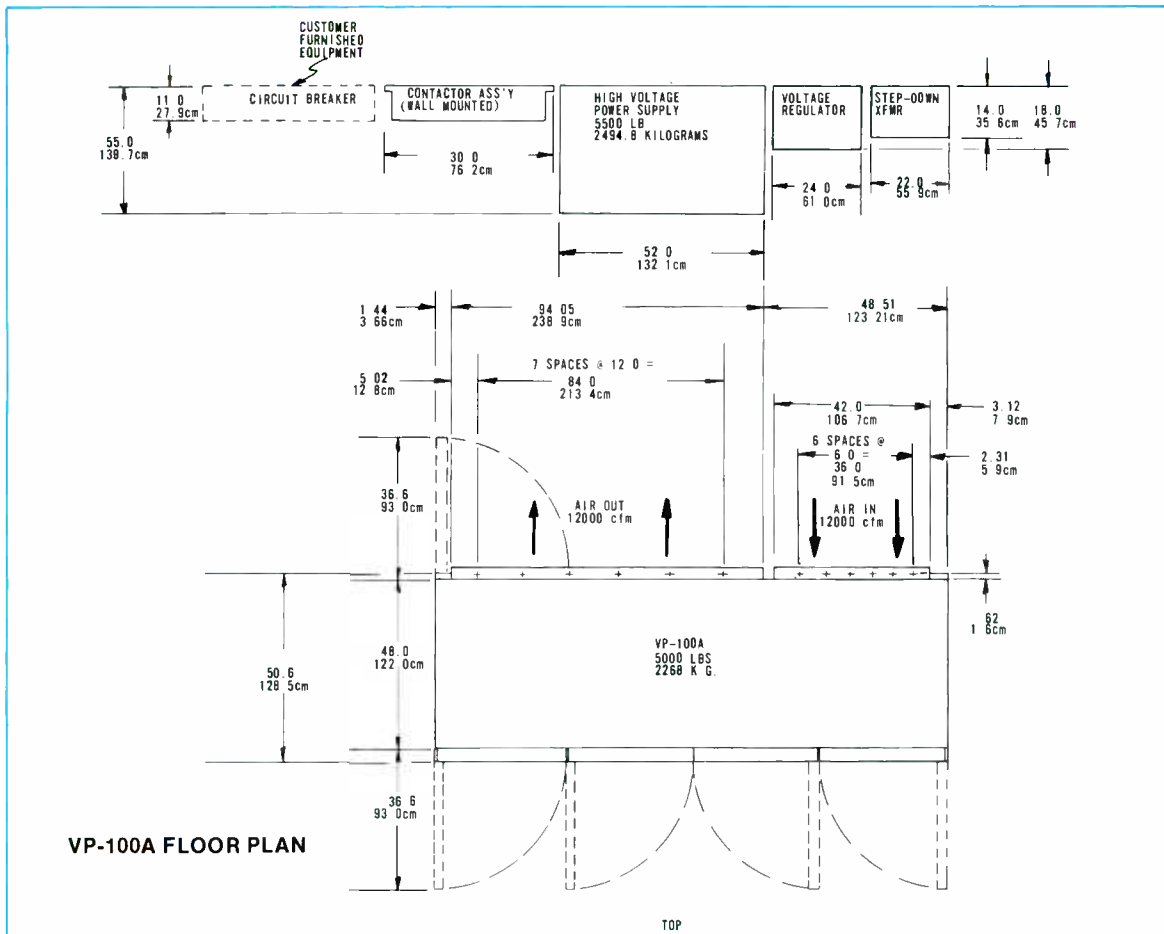 CUSTOMER
FURNISHED
EQUIPMENT
11 0
27.9cm
55.0
139.7cm
CIRCUIT BREAKER
CONTACTOR ASS'Y
(WALL MOUNTED)
30 0
76 2cm
HIGH VOLTAGE
POWER SUPPLY
5500 LB
2494.8 KILOGRAMS
VOLTAGE
REGULATOR
STEP-DOWN
XFMR
14.0
35 6cm
18.0
45 7cm
24 0
61 0cm
22.0
55 9cm
52 0
132 1cm
1 44
3 66cm
94 05
238 9cm
48 51
123 21cm
7 SPACES @ 12 0 =
84 0
213 4cm
5 02
12 8cm
42.0
106 7cm
3.12
7 9cm
6 SPACES @
6 0 =
36 0
91 5cm
2.31
5 9cm
36.6
93 0cm
AIR OUT
12000 cfm
AIR IN
12000 cfm
62
1 6cm
50.6
128 5cm
48.0
122 0cm
VP-100A
5000 LBS
2268 K G.
36 6
93 0cm
VP-100A FLOOR PLAN
TOP